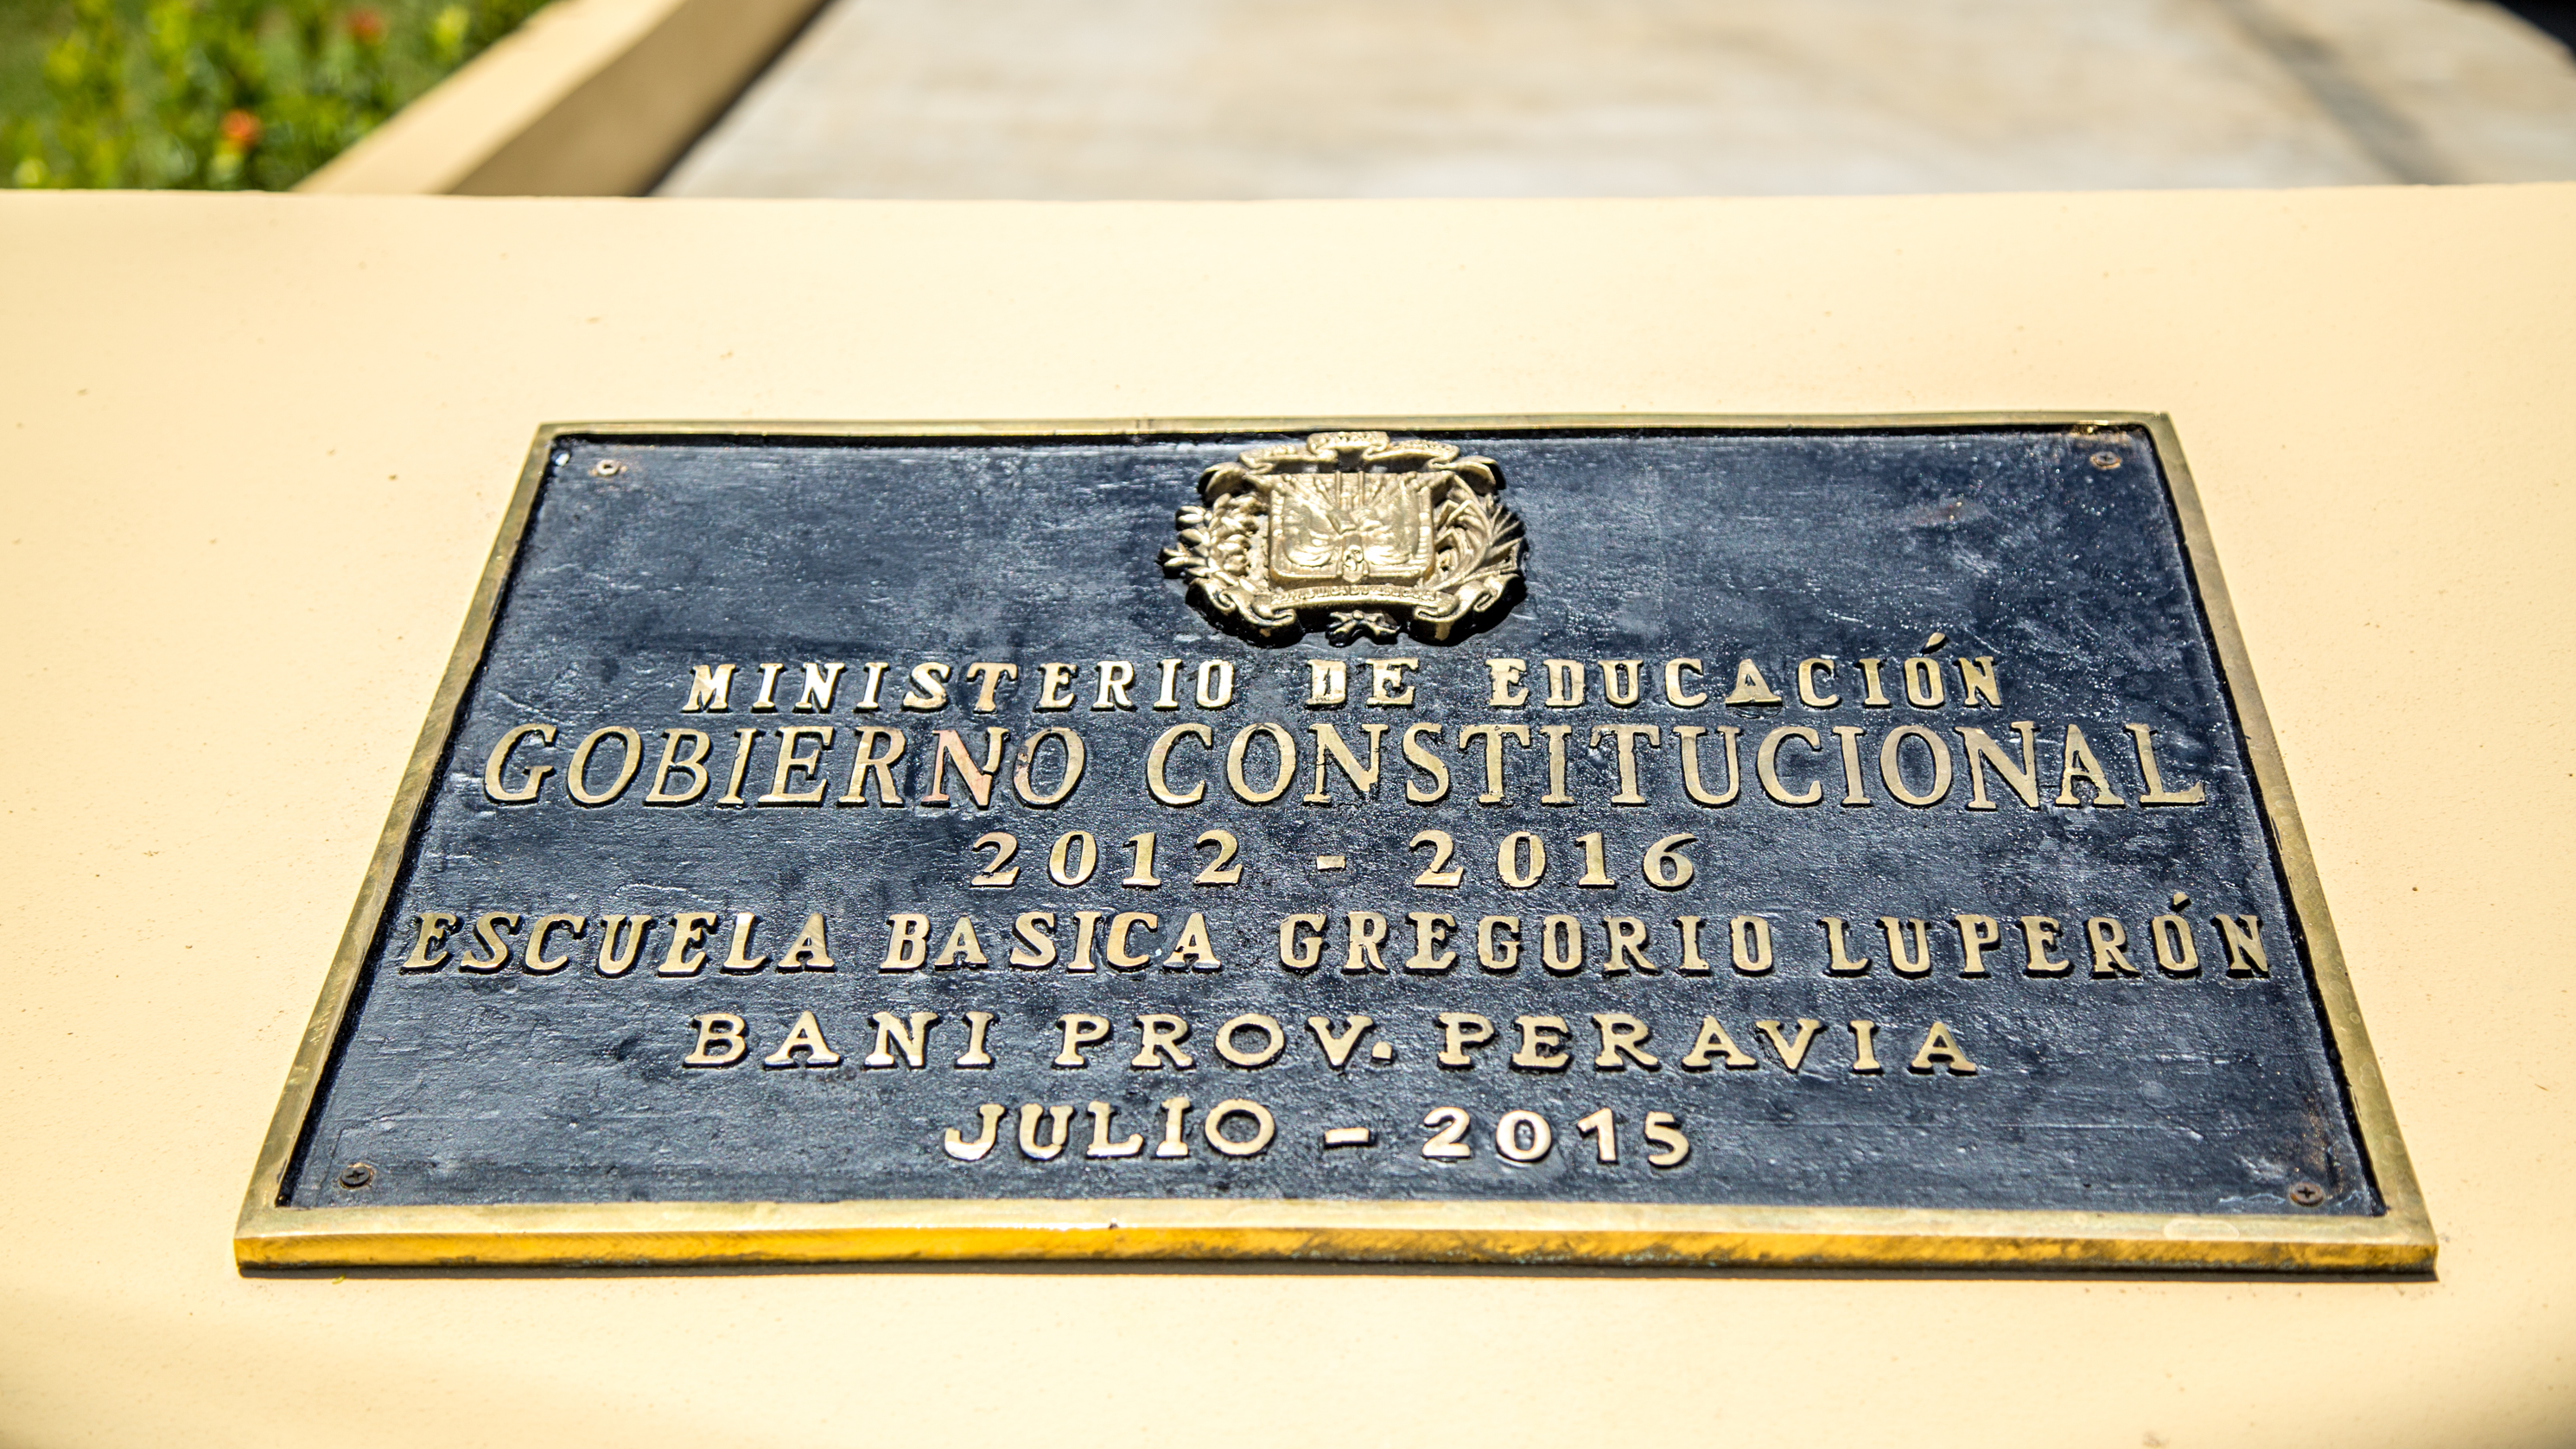 MINISTERIO DE EDUCACIÓN
GOBIERNO CONSTITUCIONAL
2012 - 2016
ESCUELA BASICA GREGORIO LUPERÓN
BANI PROV. PERAVIA
JULIO - 2015